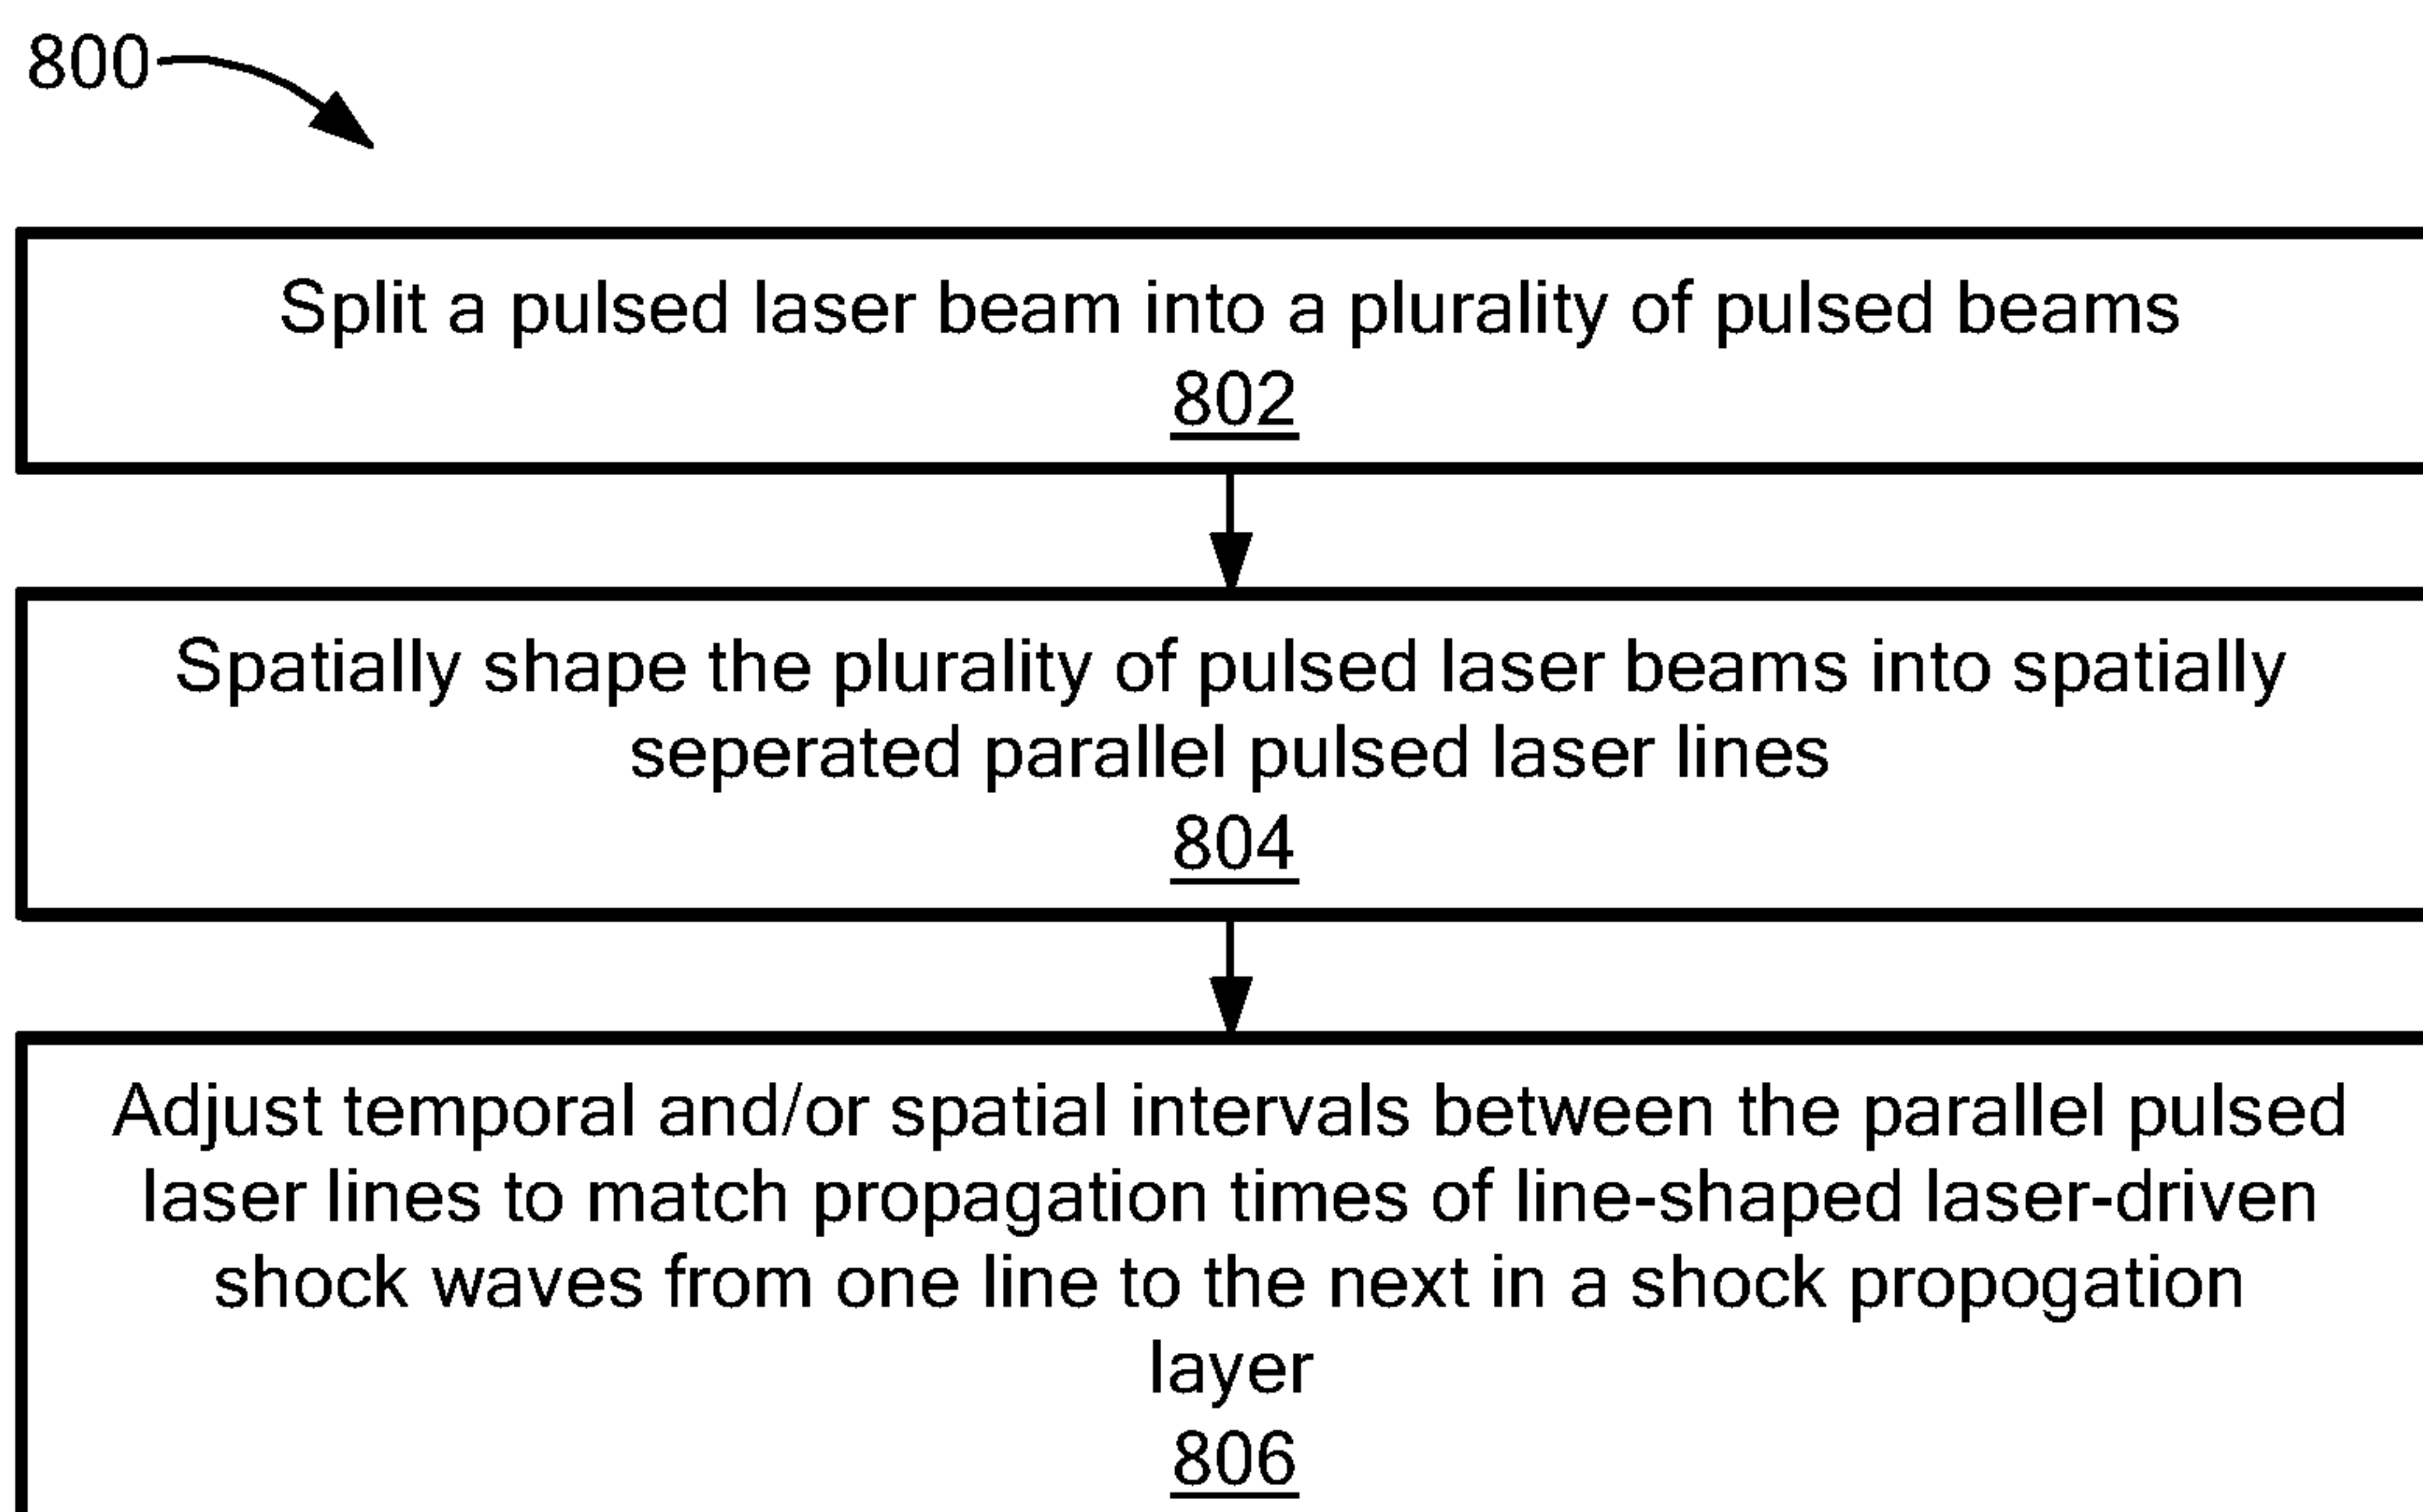 800
Split a pulsed laser beam into a plurality of pulsed beams
802
Spatially shape the plurality of pulsed laser beams into spatially
seperated parallel pulsed laser lines
804
Adjust temporal and/or spatial intervals between the parallel pulsed
laser lines to match propagation times of line-shaped laser-driven
shock waves from one line to the next in a shock propogation
layer
806